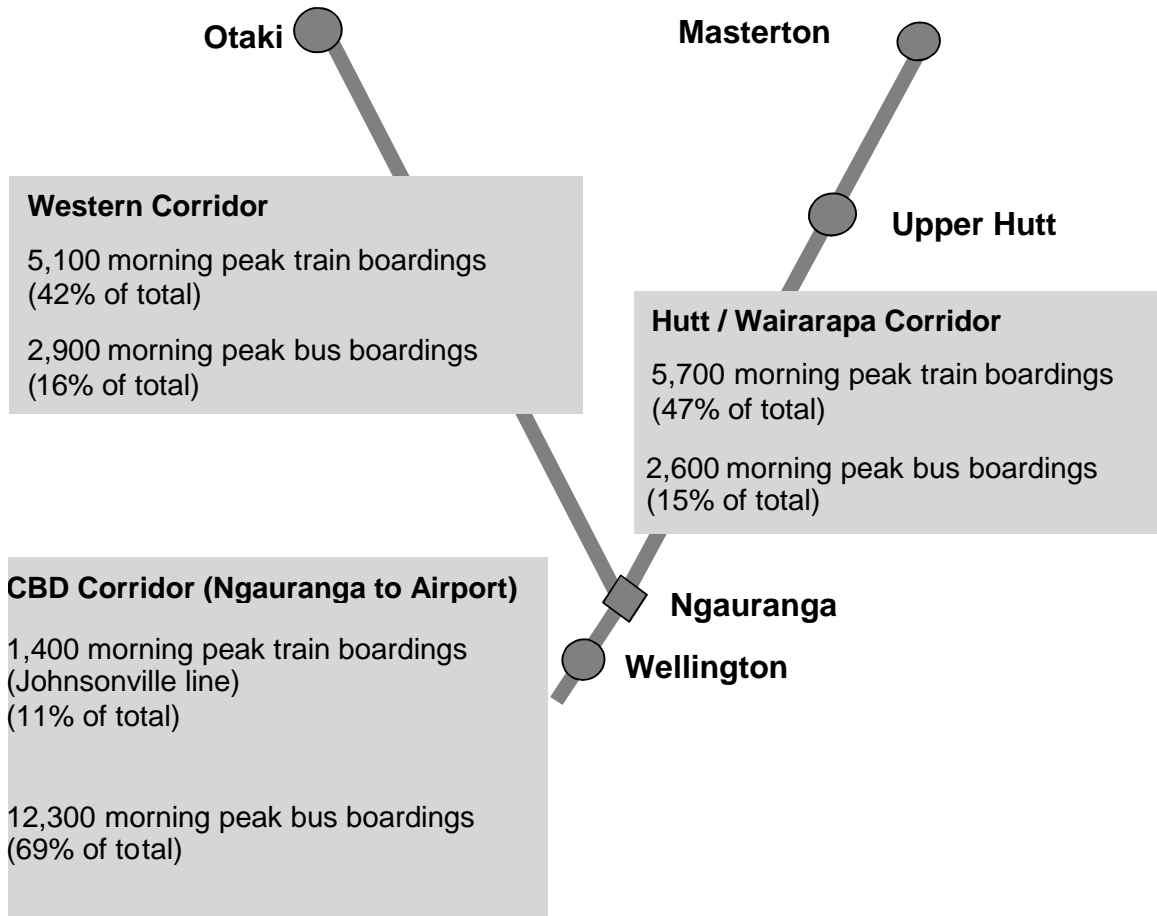 Otaki
Masterton
Upper Hutt
Western Corridor
5,100 morning peak train boardings
(42% of total)
2,900 morning peak bus boardings
(16% of total)
Hutt / Wairarapa Corridor
5,700 morning peak train boardings
(47% of total)
2,600 morning peak bus boardings
(15% of total)
CBD Corridor (Ngauranga to Airport)
1,400 morning peak train boardings
(Johnsonville line)
(11% of total)
12,300 morning peak bus boardings
(69% of total)
Ngauranga
Wellington